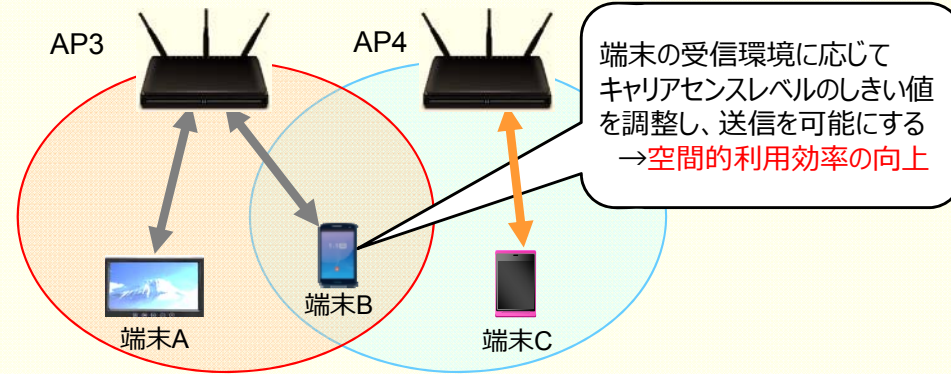 AP3
AP4
端末の受信環境に応じて
キャリアセンスレベルのしきい値
を調整し、送信を可能にする
→空間的利用効率の向上
端末A
端末B
端末C